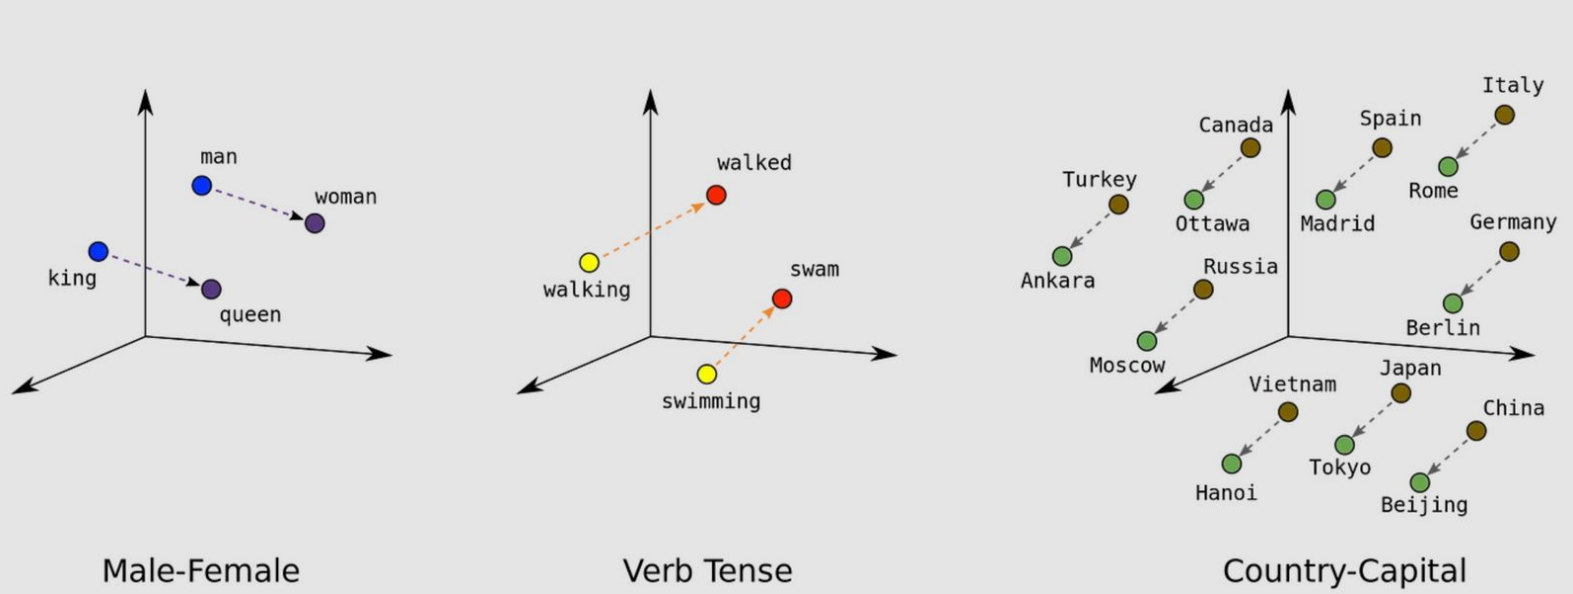 man
woman
king
queen
Male-Female
walked
walking
swam
swimming
Verb Tense
Italy
Spain
Canada
Rome
Turkey
Ottawa
Madrid
Germany
Russia
Ankara
Berlin
Moscow
Japan
Vietnam
China
Tokyo
Hanoi
Beijing
Country-Capital